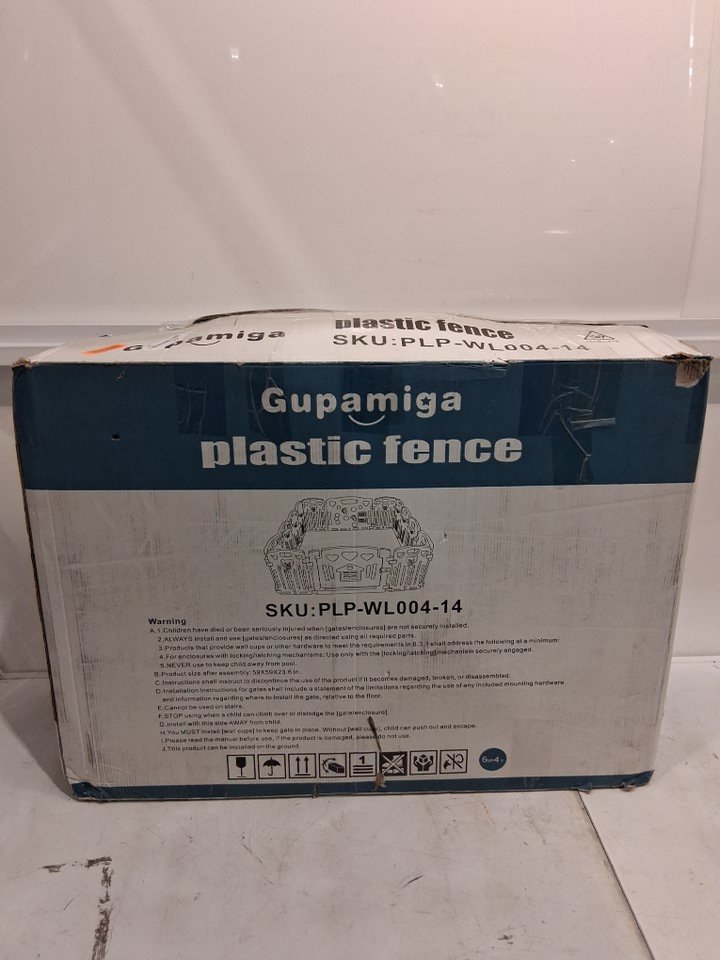 plastic fence
Gupamiga
SKU:PLP-WL004-14
Gupamiga
plastic fence
SKU:PLP-WL004-14
Warning
A.1.Children have died or been seriously injured when [gates/enclosures] are not securely installed.
2.ALWAYS install and use [gates/enclosures] as directed using all required parts.
3.Products that provide wall cups or other hardware to meet the requirements in 6.3.1 shall address the following at a minimum:
4.For enclosures with locking/latching mechanisms: Use only with the [locking/latching]mechanism securely engaged.
5.NEVER use to keep child away from pool.
B.Product size after assembly: 59X59X23.6 in.
C.Instructions shall instruct to discontinue the use of the product if it becomes damaged, broken, or disassembled.
D.Installation instructions for gates shall include a statement of the limitations regarding the use of any included mounting hardware
and information regarding where to install the gate, relative to the floor.
E.Cannot be used on stairs.
F.STOP using when a child can climb over or dislodge the [gate/enclosure].
G.Install with this side AWAY from child.
H.You MUST Install [wall cups] to keep gate in place. Without [wall cups], child can push out and escape.
I.Please read the manual before use, if the product is damaged, please do not use.
J.This product can be installed on the ground.
1